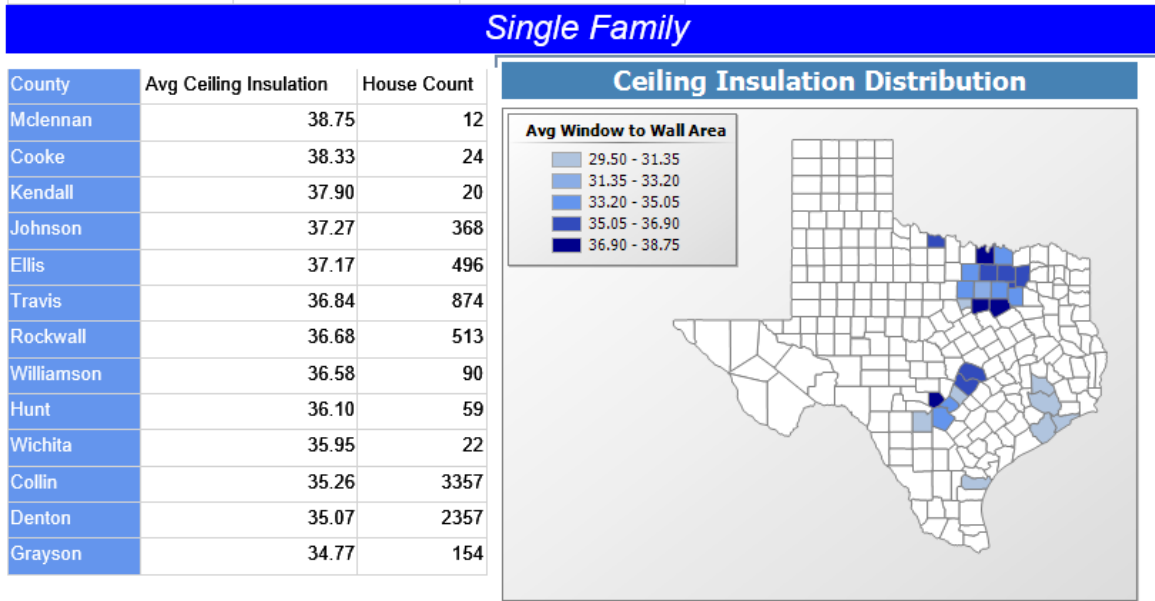 Single Family
County Avg Ceiling Insulation House Count
Mclennan 38.75 12
Cooke 38.33 24
Kendall 37.90 20
Johnson 37.27 368
Ellis 37.17 496
Travis 36.84 874
Rockwall 36.68 513
Williamson 36.58 90
Hunt 36.10 59
Wichita 35.95 22
Collin 35.26 3357
Denton 35.07 2357
Grayson 34.77 154
Ceiling Insulation Distribution
Avg Window to Wall Area
29.50 - 31.35
31.35 - 33.20
33.20 - 35.05
35.05 - 36.90
36.90 - 38.75